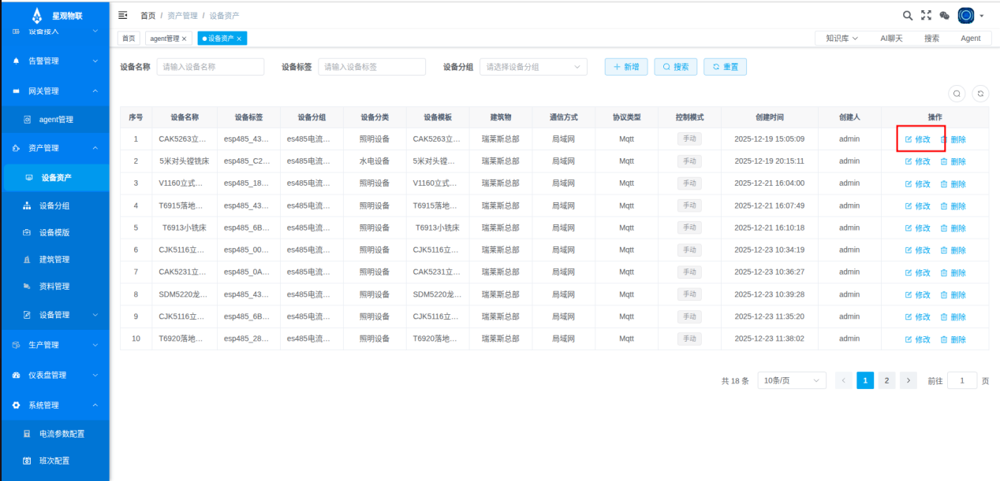 星观物联
首页 / 资产管理 / 设备资产
设备接入
首页 agent管理 × 设备资产 × 知识库 AI聊天 搜索 Agent
告警管理
设备名称 请输入设备名称 设备标签 请输入设备标签 设备分组 请选择设备分组 新增 搜索 重置
网关管理
agent管理
资产管理
设备资产
设备分组
设备模版
建筑管理
资料管理
设备管理
生产管理
仪表盘管理
系统管理
电流参数配置
班次配置
序号 设备名称 设备标签 设备分组 设备分类 设备模板 建筑物 通信方式 协议类型 控制模式 创建时间 创建人 操作
1 CAK5263立… esp485_43… es485电流… 照明设备 CAK5263立… 瑞莱斯总部 局域网 Mqtt 手动 2025-12-19 15:05:09 admin 修改 删除
2 5米对头镗铣床 esp485_C2… es485电流… 水电设备 5米对头镗… 瑞莱斯总部 局域网 Mqtt 手动 2025-12-19 20:15:11 admin 修改 删除
3 V1160立式… esp485_18… es485电流… 照明设备 V1160立式… 瑞莱斯总部 局域网 Mqtt 手动 2025-12-21 16:04:00 admin 修改 删除
4 T6915落地… esp485_43… es485电流… 照明设备 T6915落地… 瑞莱斯总部 局域网 Mqtt 手动 2025-12-21 16:07:49 admin 修改 删除
5 T6913小铣床 esp485_6B… es485电流… 照明设备 T6913小铣床 瑞莱斯总部 局域网 Mqtt 手动 2025-12-21 16:10:18 admin 修改 删除
6 CJK5116立… esp485_00… es485电流… 照明设备 CJK5116立… 瑞莱斯总部 局域网 Mqtt 手动 2025-12-23 10:34:19 admin 修改 删除
7 CAK5231立… esp485_0A… es485电流… 照明设备 CAK5231立… 瑞莱斯总部 局域网 Mqtt 手动 2025-12-23 10:36:27 admin 修改 删除
8 SDM5220龙… esp485_43… es485电流… 照明设备 SDM5220龙… 瑞莱斯总部 局域网 Mqtt 手动 2025-12-23 10:39:28 admin 修改 删除
9 CJK5116立… esp485_6B… es485电流… 照明设备 CJK5116立… 瑞莱斯总部 局域网 Mqtt 手动 2025-12-23 11:35:20 admin 修改 删除
10 T6920落地… esp485_28… es485电流… 照明设备 T6920落地… 瑞莱斯总部 局域网 Mqtt 手动 2025-12-23 11:38:02 admin 修改 删除
共 18 条 10条/页 1 2 前往 1 页